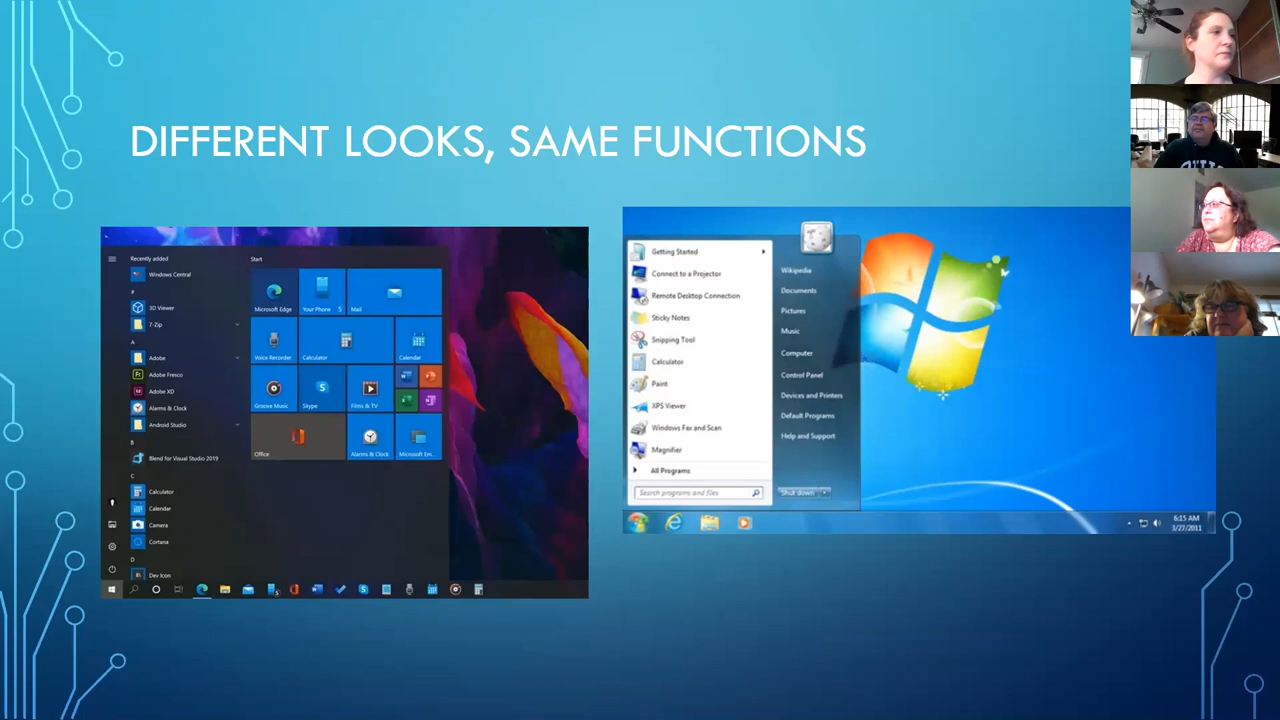 DIFFERENT LOOKS, SAME FUNCTIONS
Recently added
Windows Central
#
3D Viewer
7-Zip
A
Adobe
Adobe Fresco
Adobe XD
Alarms & Clock
Android Studio
B
Blend for Visual Studio 2019
C
Calculator
Calendar
Camera
Cortana
D
Dev Icon
Start
Microsoft Edge
Your Phone 5
Mail
Voice Recorder
Calculator
Calendar
Groove Music
Skype
Films & TV
Office
Alarms & Clock
Microsoft Em...
Getting Started
Connect to a Projector
Remote Desktop Connection
Sticky Notes
Snipping Tool
Calculator
Paint
XPS Viewer
Windows Fax and Scan
Magnifier
All Programs
Search programs and files
Wikipedia
Documents
Pictures
Music
Computer
Control Panel
Devices and Printers
Default Programs
Help and Support
Shut down
6:15 AM
3/27/2011